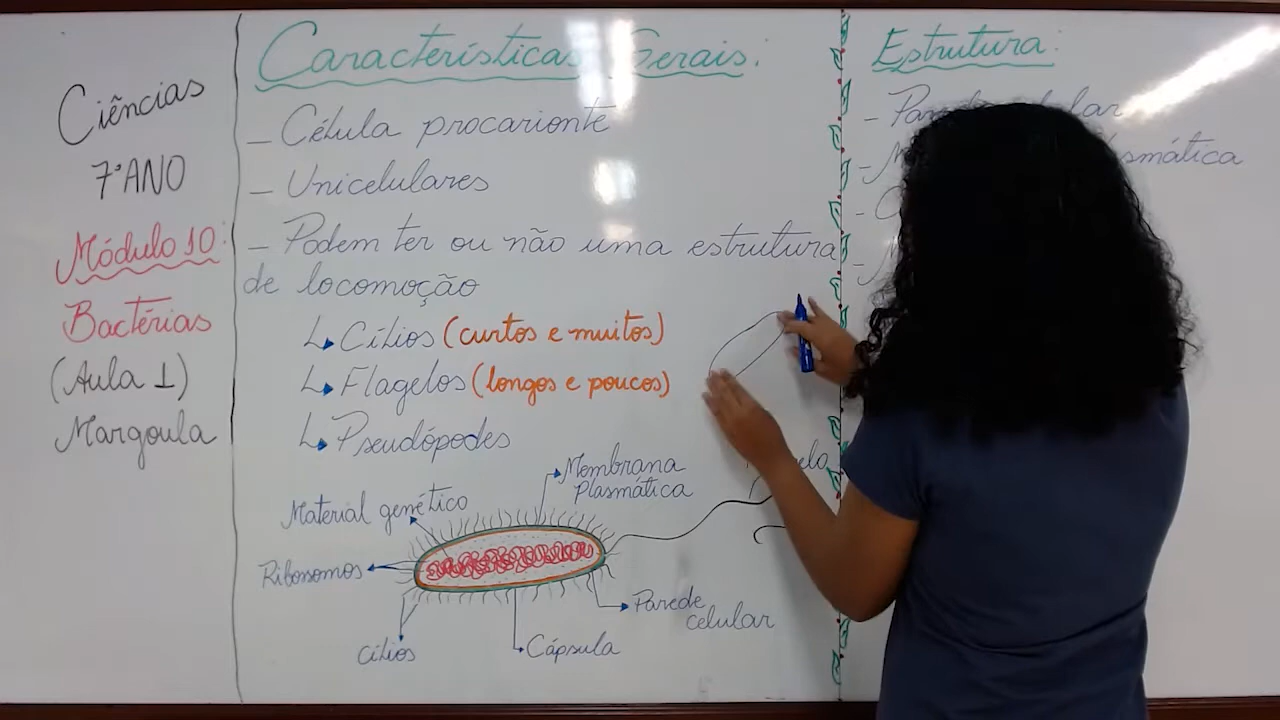 Ciências
7°ANO
Módulo 10:
Bactérias
(Aula 1)
Margoula
Características Gerais:
- Célula procarionte
- Unicelulares
- Podem ter ou não uma estrutura
de locomoção
Cílios (curtos e muitos)
Flagelos (longos e poucos)
Pseudópodes
Membrana
Plasmática
Material genético
Ribossomos
Cílios
Cápsula
Parede
celular
Estrutura: